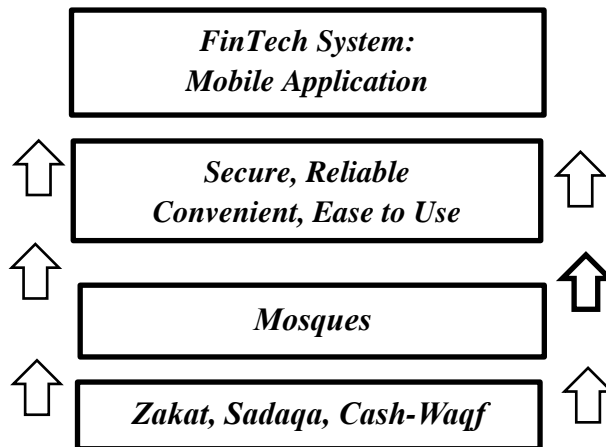 FinTech System:
Mobile Application
Secure, Reliable
Convenient, Ease to Use
Mosques
Zakat, Sadaqa, Cash-Waqf